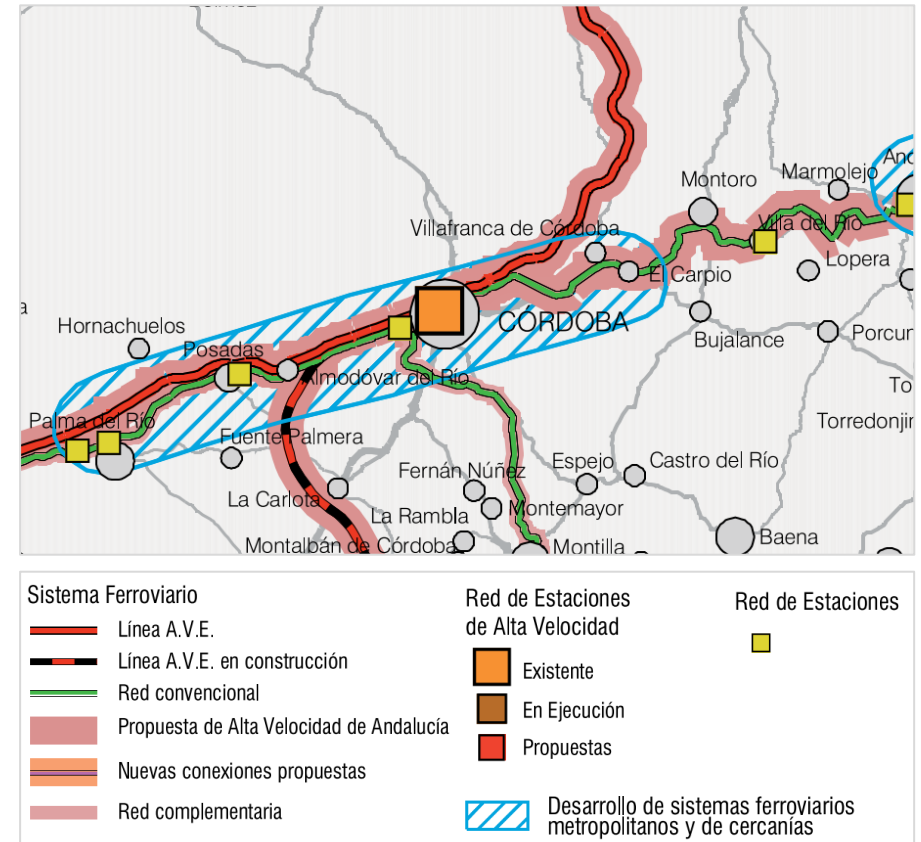 Marmolejo
Montoro
Villafranca de Córdoba
Villa del Río
Lopera
El Carpio
CÓRDOBA
Bujalance
Hornachuelos
Posadas
Almodóvar del Río
Palma del Río
Fuente Palmera
Fernán Núñez
Espejo
Castro del Río
La Carlota
La Rambla
Montemayor
Montalbán de Córdoba
Montilla
Baena
Sistema Ferroviario
Línea A.V.E.
Línea A.V.E. en construcción
Red convencional
Propuesta de Alta Velocidad de Andalucía
Nuevas conexiones propuestas
Red complementaria
Red de Estaciones
de Alta Velocidad
Existente
En Ejecución
Propuestas
Desarrollo de sistemas ferroviarios
metropolitanos y de cercanías
Red de Estaciones